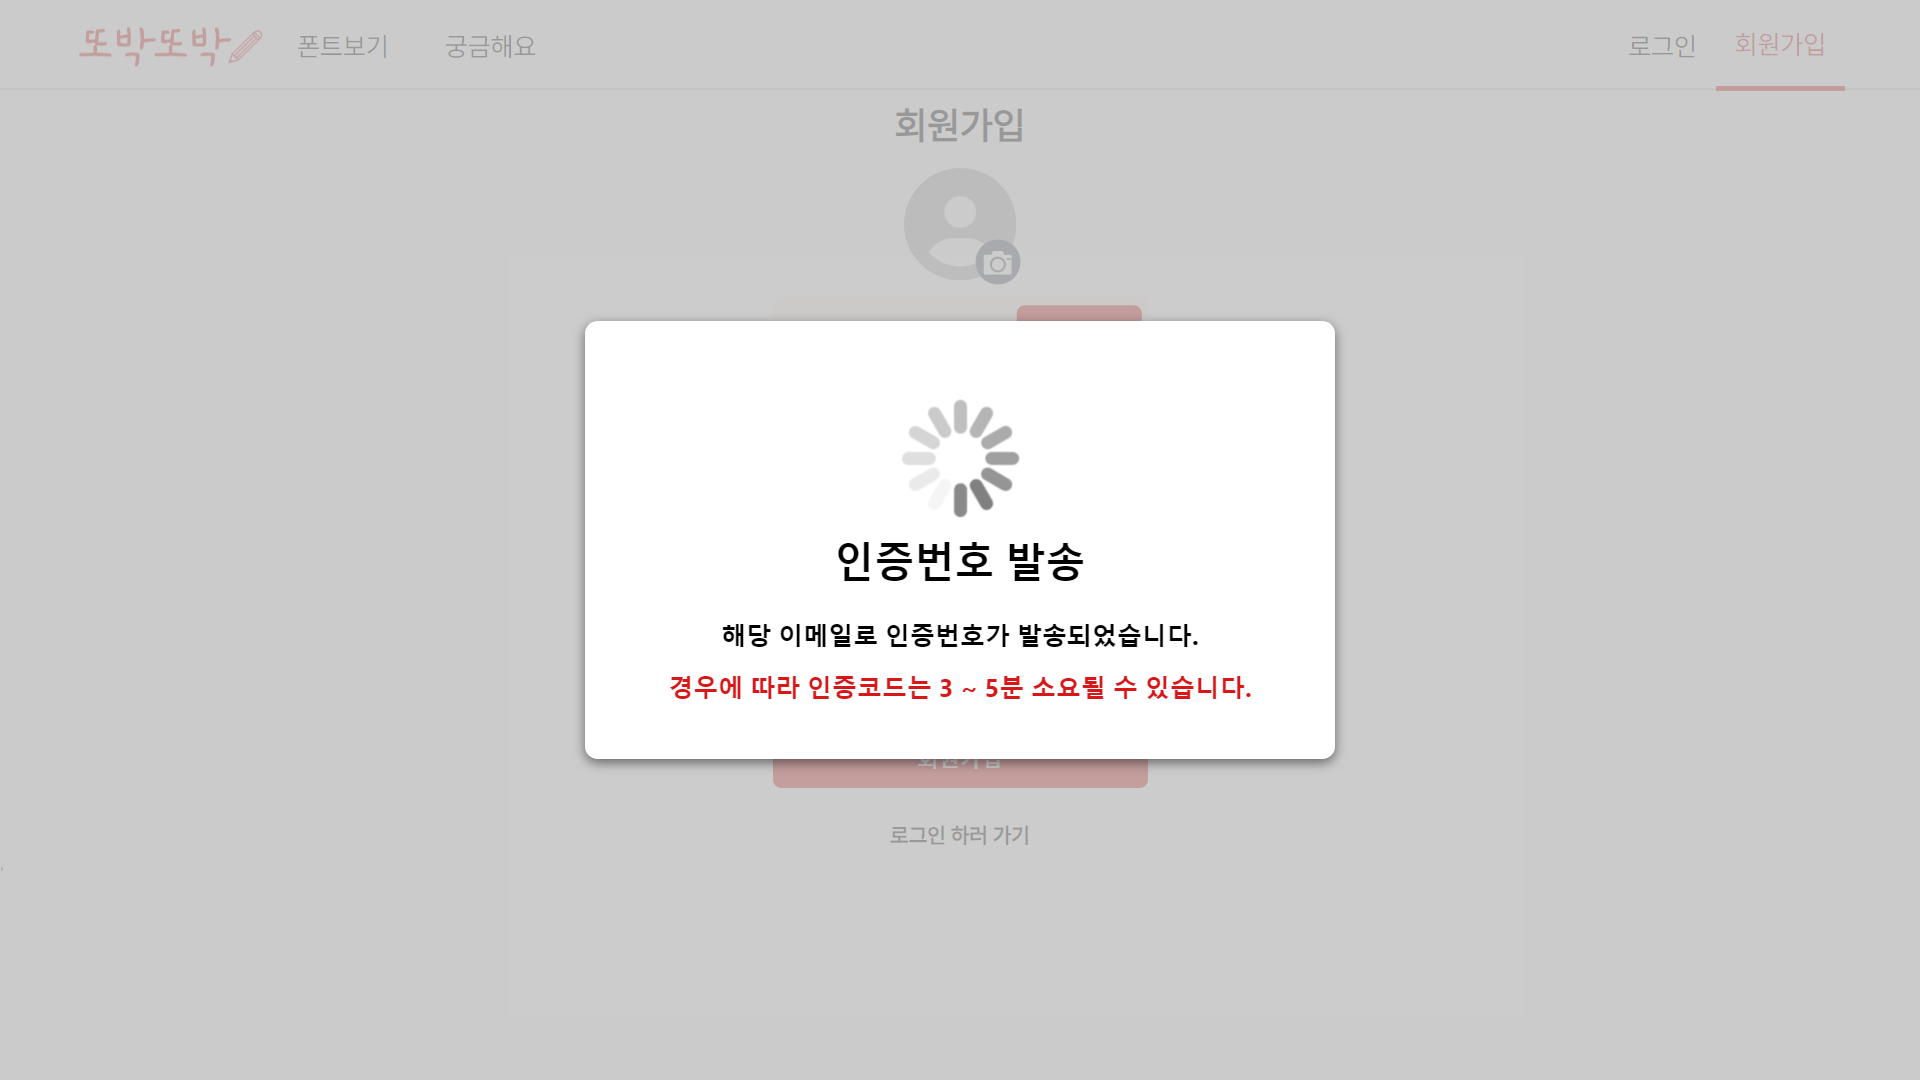 또박또박 폰트보기 궁금해요 로그인 회원가입
회원가입
인증번호 발송
해당 이메일로 인증번호가 발송되었습니다.
경우에 따라 인증코드는 3 ~ 5분 소요될 수 있습니다.
회원가입
로그인 하러 가기